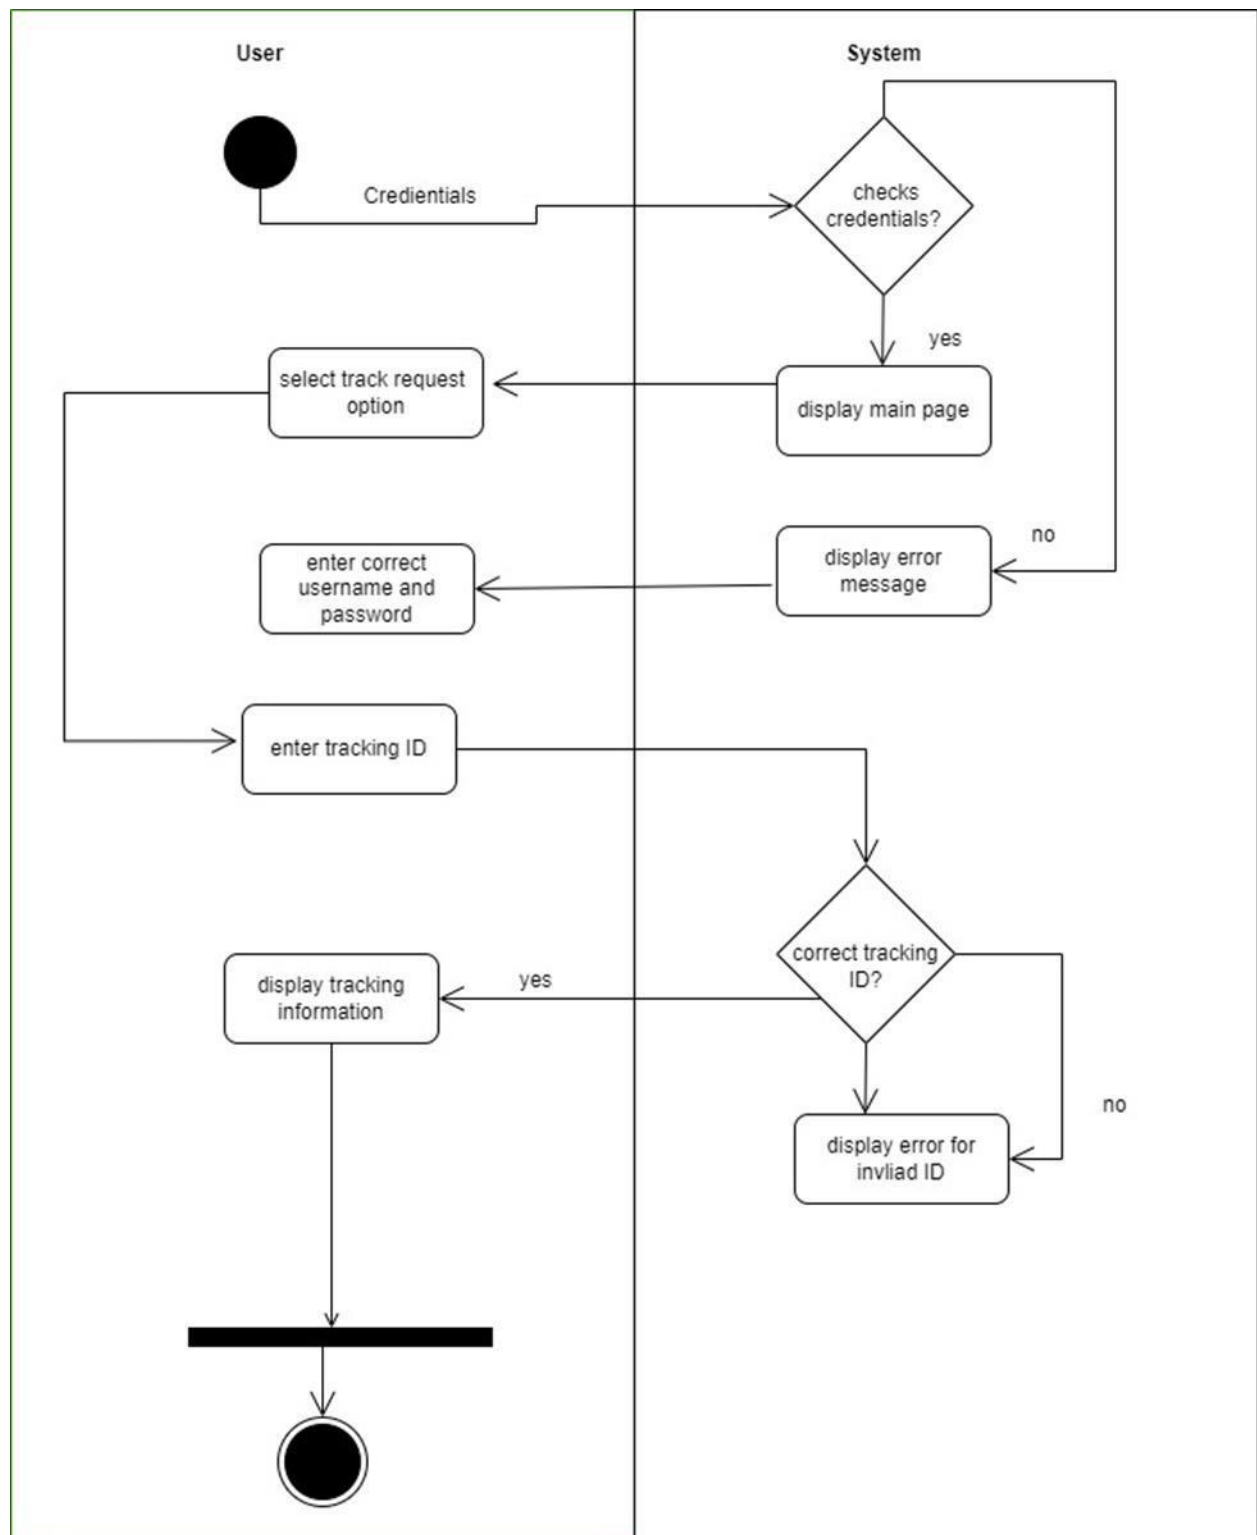 User
System
Credientials
checks
credentials?
yes
select track request
option
display main page
no
enter correct
username and
password
display error
message
enter tracking ID
correct tracking
ID?
yes
display tracking
information
no
display error for
invliad ID